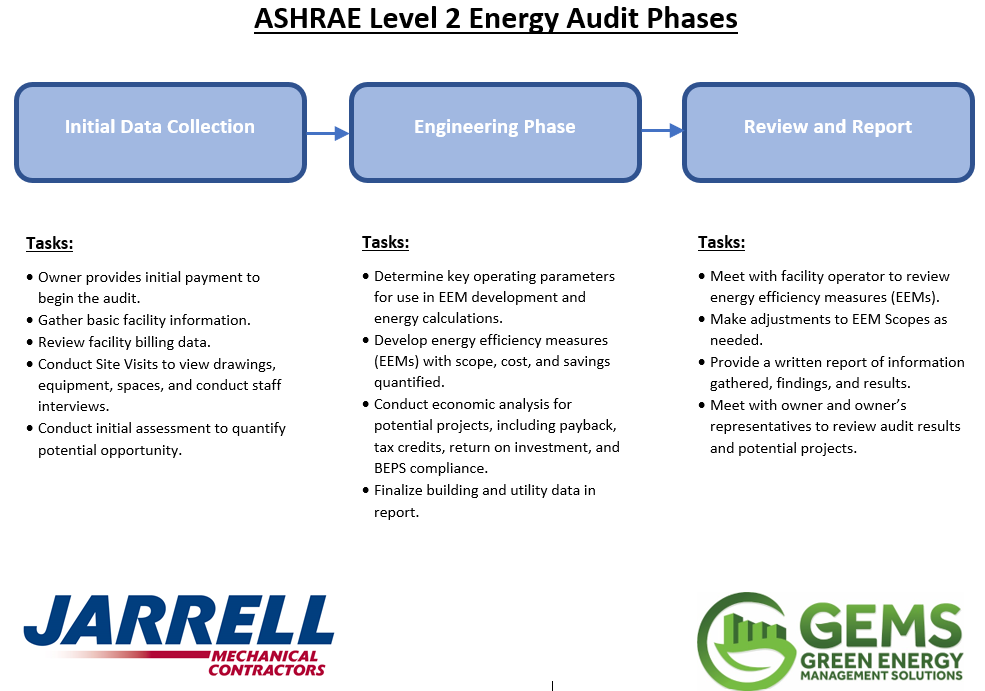 ASHRAE Level 2 Energy Audit Phases
Initial Data Collection
Engineering Phase
Review and Report
Tasks:
• Owner provides initial payment to
begin the audit.
• Gather basic facility information.
• Review facility billing data.
• Conduct Site Visits to view drawings,
equipment, spaces, and conduct staff
interviews.
• Conduct initial assessment to quantify
potential opportunity.
Tasks:
• Determine key operating parameters
for use in EEM development and
energy calculations.
• Develop energy efficiency measures
(EEMs) with scope, cost, and savings
quantified.
• Conduct economic analysis for
potential projects, including payback,
tax credits, return on investment, and
BEPS compliance.
• Finalize building and utility data in
report.
Tasks:
• Meet with facility operator to review
energy efficiency measures (EEMs).
• Make adjustments to EEM Scopes as
needed.
• Provide a written report of information
gathered, findings, and results.
• Meet with owner and owner’s
representatives to review audit results
and potential projects.
JARRELL
MECHANICAL
CONTRACTORS
GEMS
GREEN ENERGY
MANAGEMENT SOLUTIONS